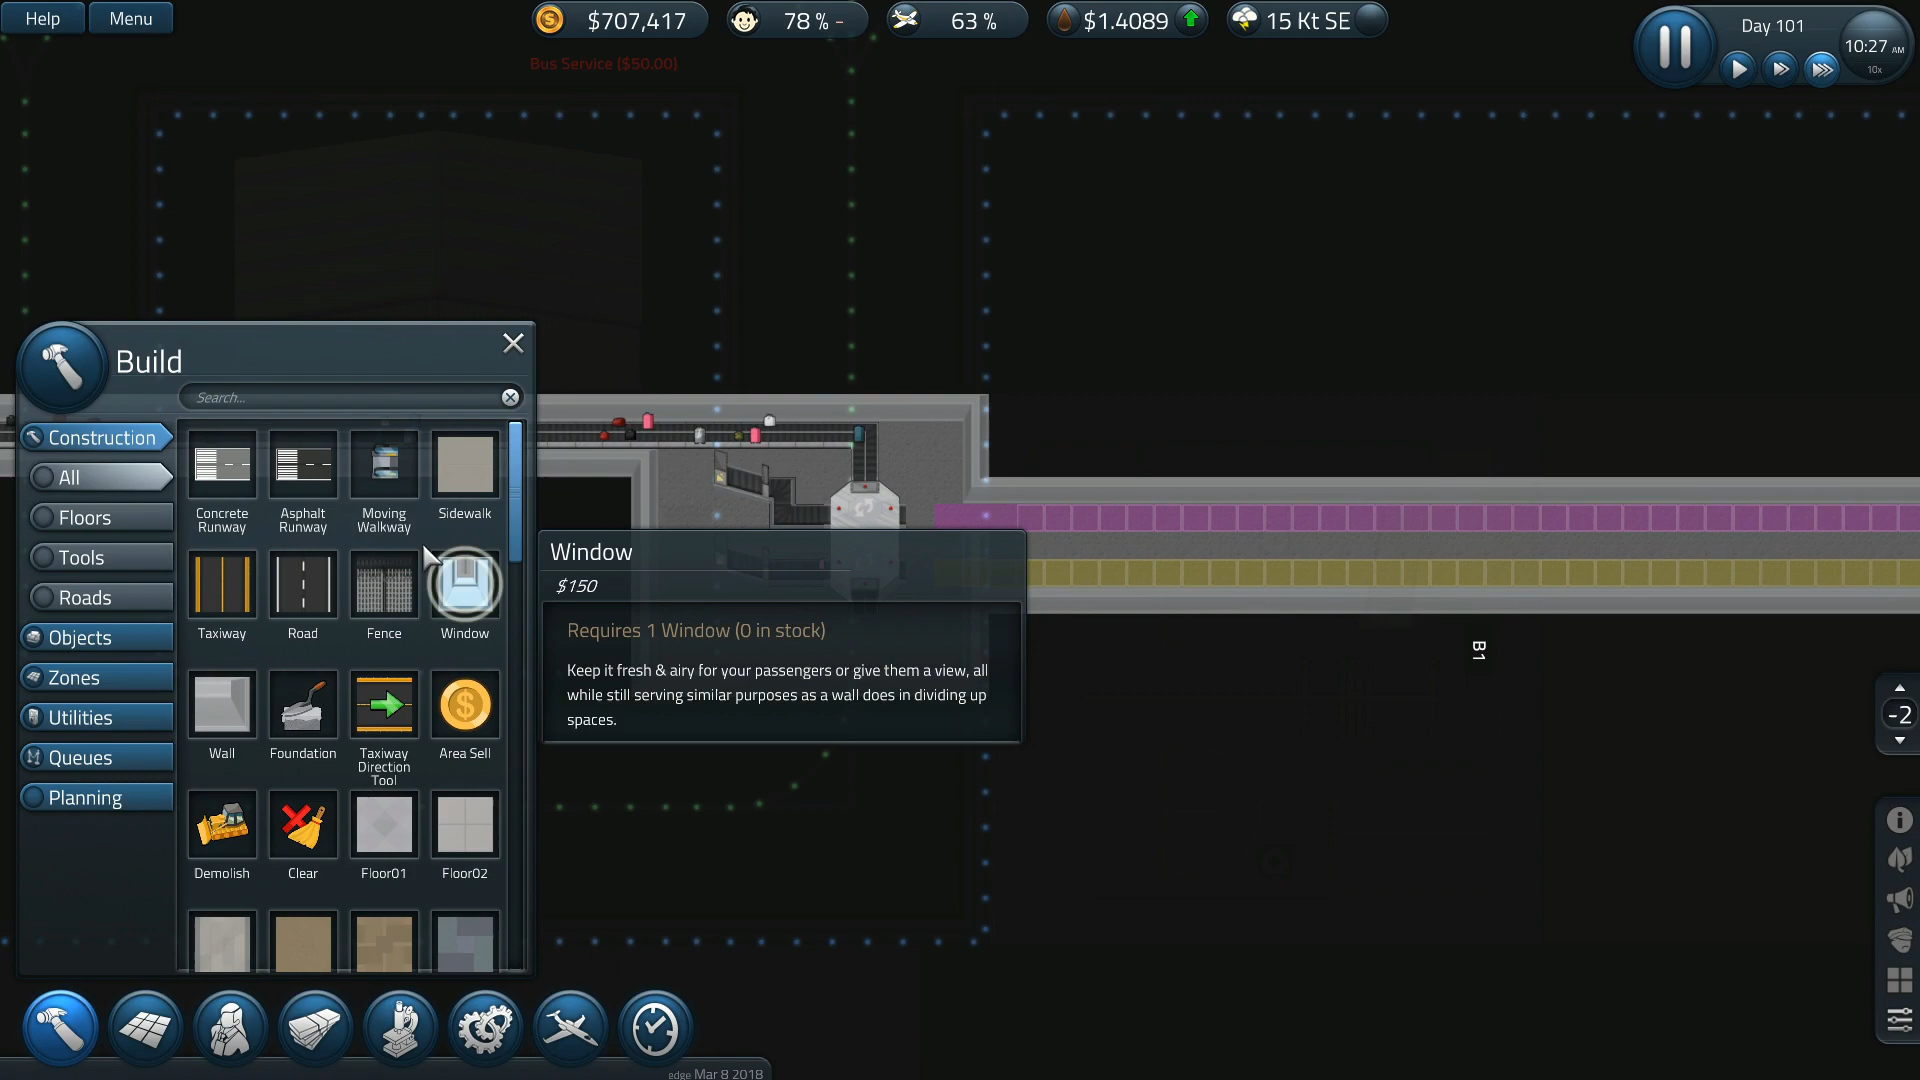 Help
Menu
$707,417
78 % -
63 %
$1.4089
15 Kt SE
Day 101
10:27 AM
10x
Bus Service ($50.00)
Build
Search...
Construction
All
Floors
Tools
Roads
Objects
Zones
Utilities
Queues
Planning
Concrete
Runway
Asphalt
Runway
Moving
Walkway
Sidewalk
Taxiway
Road
Fence
Window
Wall
Foundation
Taxiway
Direction
Tool
Area Sell
Demolish
Clear
Floor01
Floor02
Window
$150
Requires 1 Window (0 in stock)
Keep it fresh & airy for your passengers or give them a view, all
while still serving similar purposes as a wall does in dividing up
spaces.
B1
-2
edge Mar 8 2018